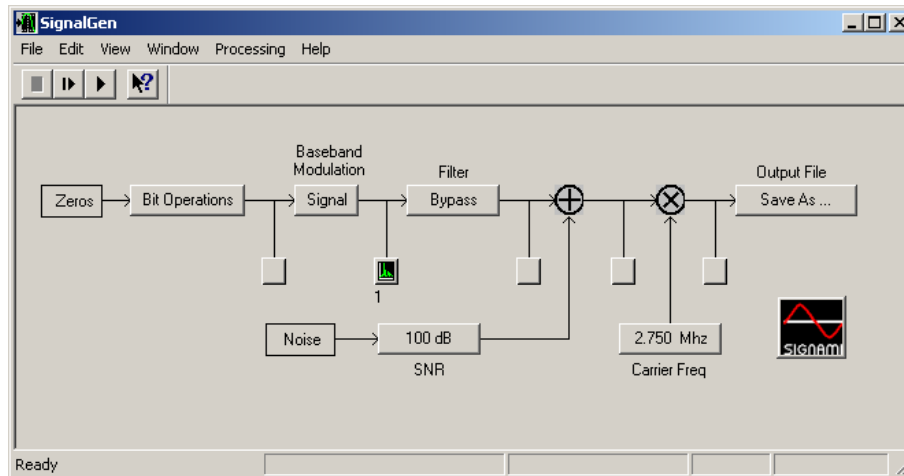 SignalGen
File Edit View Window Processing Help
Baseband
Modulation
Filter
Output File
Zeros
Bit Operations
Signal
Bypass
Save As ...
1
Noise
100 dB
2.750 Mhz
SIGNAMI
SNR
Carrier Freq
Ready